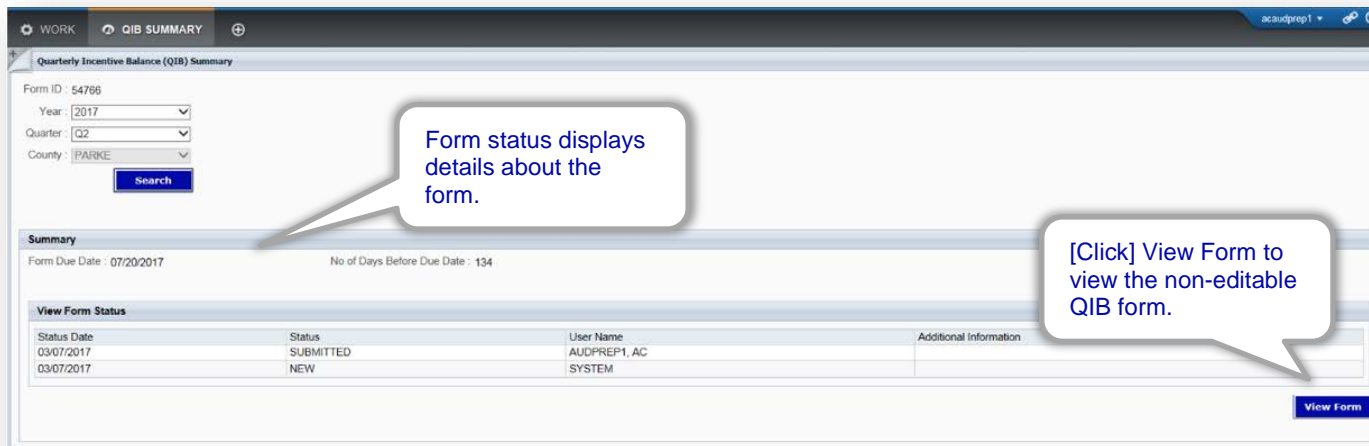 WORK QIB SUMMARY acaudprep1
Quarterly Incentive Balance (QIB) Summary
Form ID : 54766
Year : 2017
Quarter : Q2
County : PARKE
Search
Form status displays
details about the
form.
Summary
Form Due Date : 07/20/2017 No of Days Before Due Date : 134
[Click] View Form to
view the non-editable
QIB form.
View Form Status
Status Date Status User Name Additional Information
03/07/2017 SUBMITTED AUDPREP1, AC
03/07/2017 NEW SYSTEM
View Form